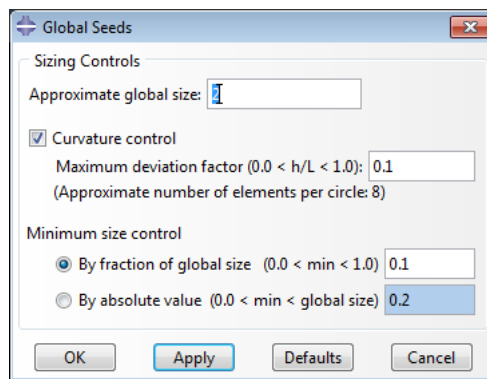 Global Seeds
Sizing Controls
Approximate global size: 2
Curvature control
Maximum deviation factor (0.0 < h/L < 1.0): 0.1
(Approximate number of elements per circle: 8)
Minimum size control
By fraction of global size (0.0 < min < 1.0) 0.1
By absolute value (0.0 < min < global size) 0.2
OK Apply Defaults Cancel